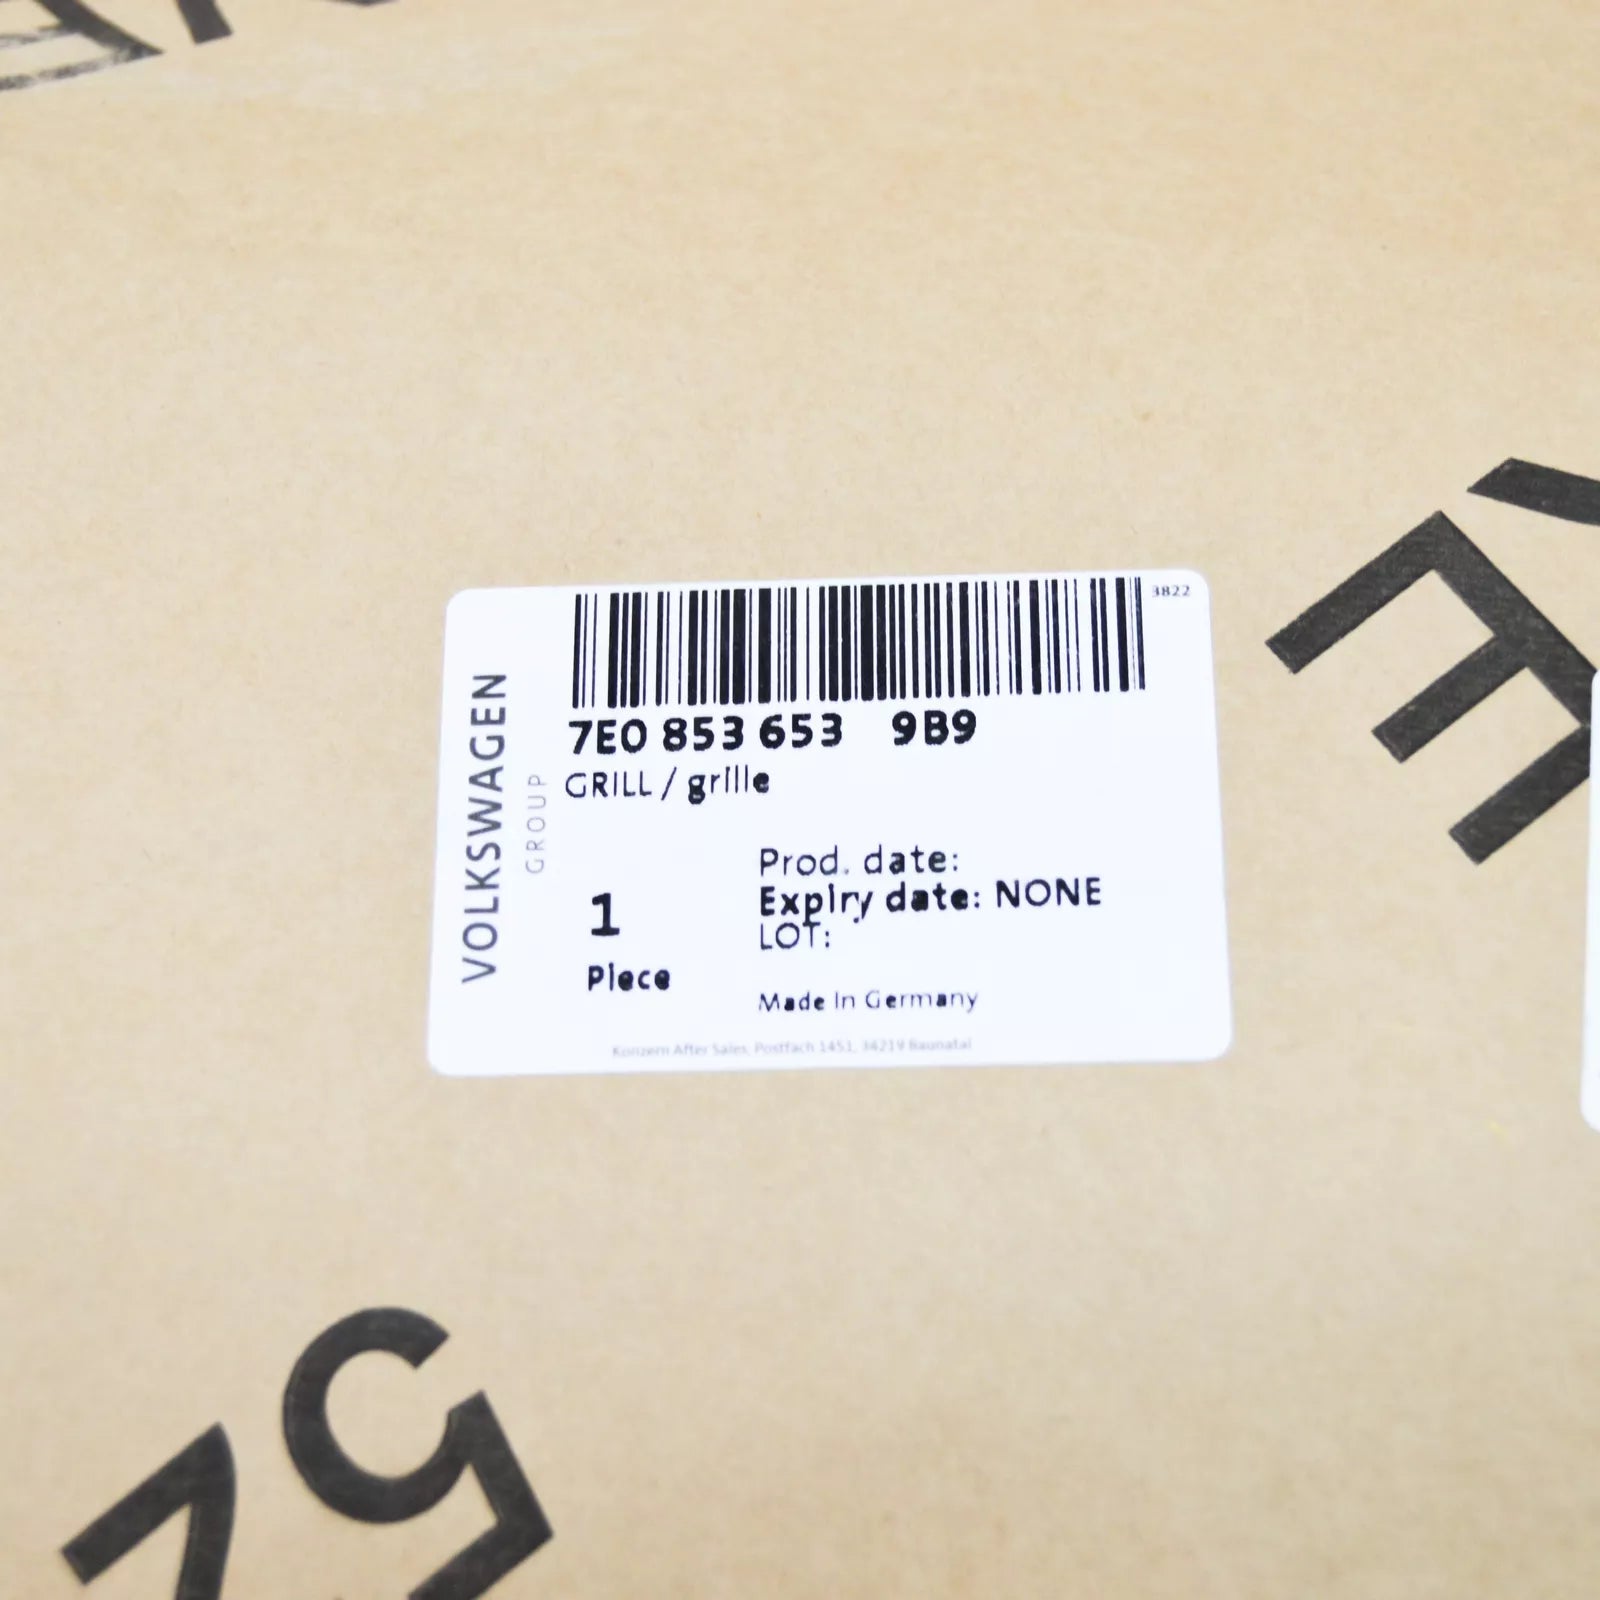 3822
7E0 853 653 9B9
GRILL / grille
VOLKSWAGEN
GROUP
Prod. date:
Expiry date: NONE
LOT:
1
Piece
Made In Germany
Konzern After Sales, Postfach 1451, 34219 Baunatal